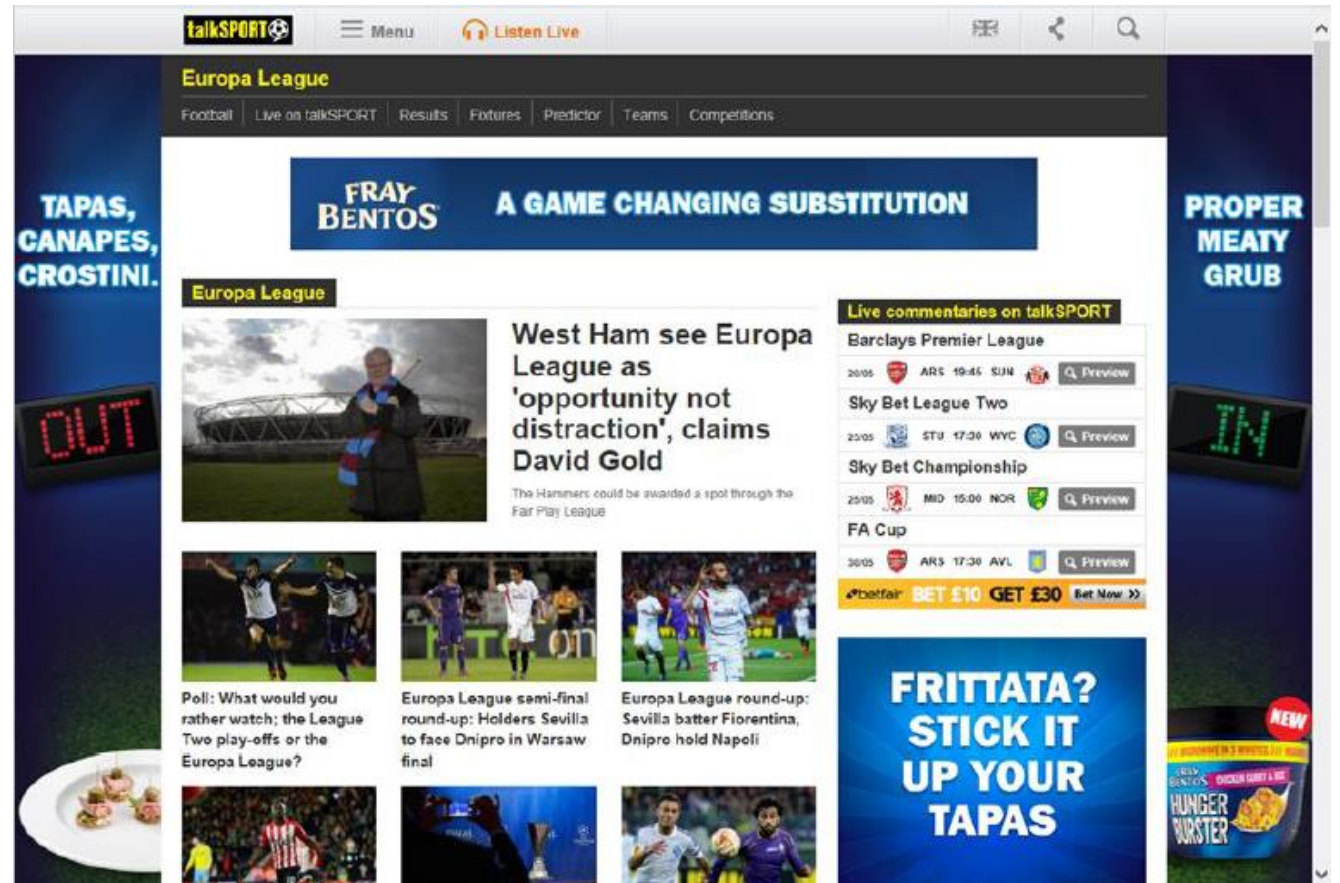 talkSPORT
Menu
Listen Live
Europa League
Football
Live on talkSPORT
Results
Fixtures
Predictor
Teams
Competitions
TAPAS,
CANAPES,
CROSTINI.
OUT
FRAY
BENTOS
A GAME CHANGING SUBSTITUTION
PROPER
MEATY
GRUB
IN
Europa League
West Ham see Europa
League as
'opportunity not
distraction', claims
David Gold
The Hammers could be awarded a spot through the
Fair Play League
Live commentaries on talkSPORT
Barclays Premier League
20/05 ARS 19:45 SUN Preview
Sky Bet League Two
23/05 STU 17:30 WYC Preview
Sky Bet Championship
25/05 MID 15:00 NOR Preview
FA Cup
30/05 ARS 17:30 AVL Preview
betfair BET £10 GET £30 Bet Now »
Poll: What would you
rather watch; the League
Two play-offs or the
Europa League?
Europa League semi-final
round-up: Holders Sevilla
to face Dnipro in Warsaw
final
Europa League round-up:
Sevilla batter Fiorentina,
Dnipro hold Napoli
FRITTATA?
STICK IT
UP YOUR
TAPAS
NEW
FRAY
BENTOS
CHICKEN CURRY & RICE
HUNGER
BURSTER